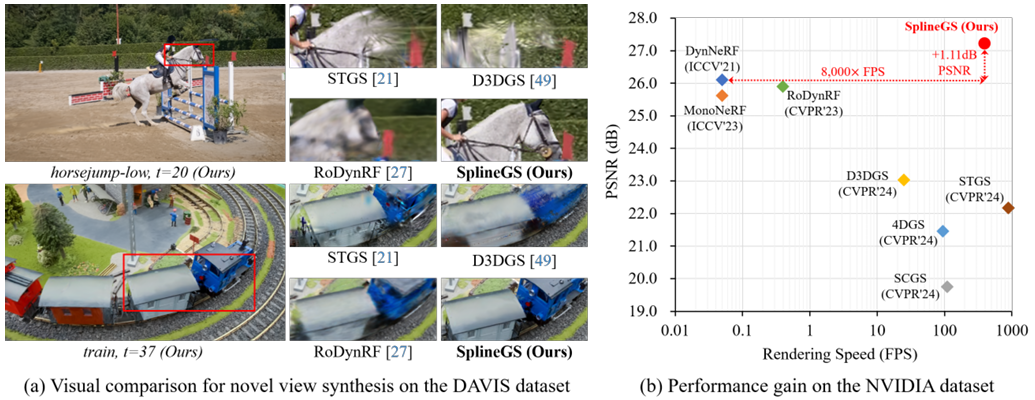 STGS [21]
D3DGS [49]
RoDynRF [27]
SplineGS (Ours)
horsejump-low, t=20 (Ours)
STGS [21]
D3DGS [49]
RoDynRF [27]
SplineGS (Ours)
train, t=37 (Ours)
(a) Visual comparison for novel view synthesis on the DAVIS dataset
PSNR (dB)
28.0
27.0
26.0
25.0
24.0
23.0
22.0
21.0
20.0
19.0
SplineGS (Ours)
+1.11dB
PSNR
8,000× FPS
DynNeRF
(ICCV'21)
MonoNeRF
(ICCV'23)
RoDynRF
(CVPR'23)
D3DGS
(CVPR'24)
STGS
(CVPR'24)
4DGS
(CVPR'24)
SCGS
(CVPR'24)
0.01
0.1
1
10
100
1000
Rendering Speed (FPS)
(b) Performance gain on the NVIDIA dataset